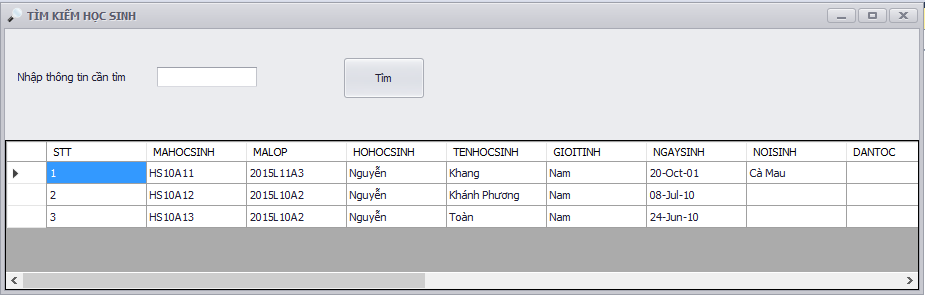 TÌM KIẾM HỌC SINH
Nhập thông tin cần tìm Tìm
STT MAHOCSINH MALOP HOHOCSINH TENHOCSINH GIOITINH NGAYSINH NOISINH DANTOC
1 HS10A11 2015L11A3 Nguyễn Khang Nam 20-Oct-01 Cà Mau
2 HS10A12 2015L10A2 Nguyễn Khánh Phương Nam 08-Jul-10
3 HS10A13 2015L10A2 Nguyễn Toàn Nam 24-Jun-10